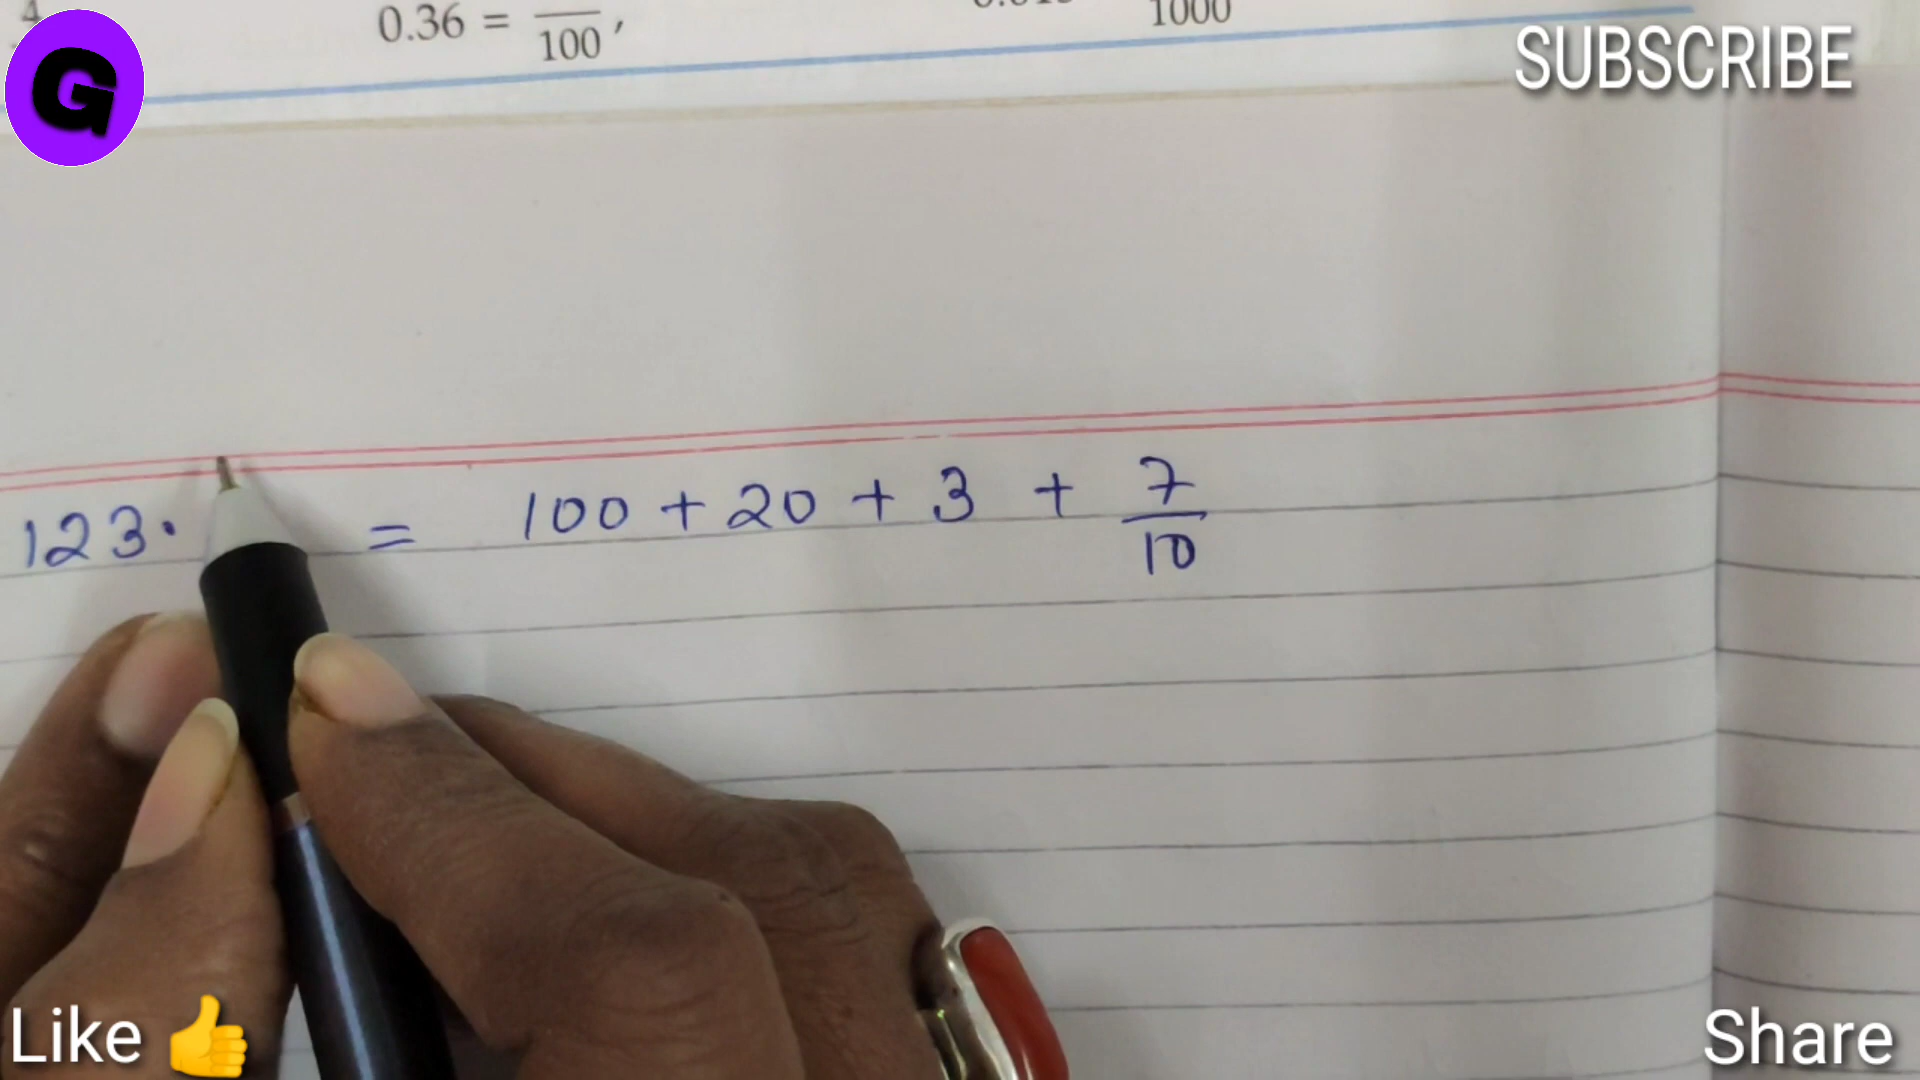 0.36 = /100,
1000
G
SUBSCRIBE
123. = 100 + 20 + 3 + 7/10
Like 👍
Share